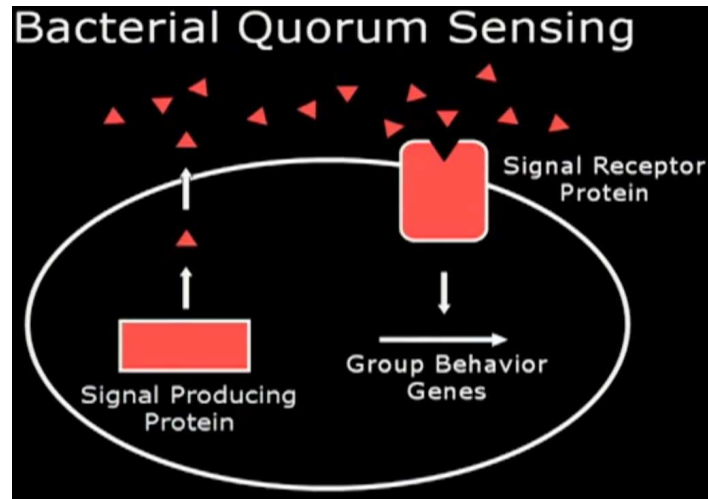 Bacterial Quorum Sensing
Signal Receptor
Protein
Group Behavior
Genes
Signal Producing
Protein